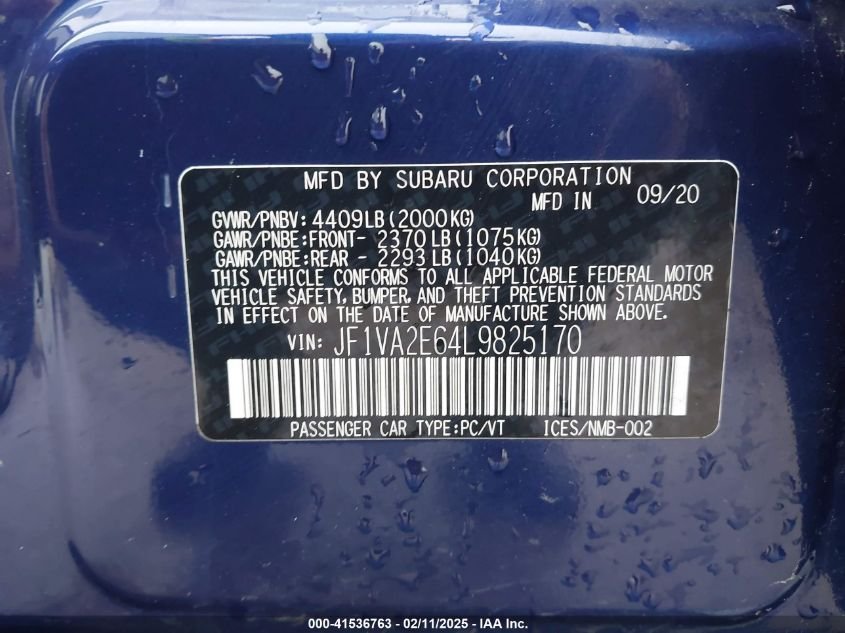 MFD BY SUBARU CORPORATION
MFD IN 09/20
GVWR/PNBV: 4409LB(2000KG)
GAWR/PNBE:FRONT- 2370 LB(1075KG)
GAWR/PNBE:REAR - 2293 LB(1040KG)
THIS VEHICLE CONFORMS TO ALL APPLICABLE FEDERAL MOTOR
VEHICLE SAFETY, BUMPER, AND THEFT PREVENTION STANDARDS
IN EFFECT ON THE DATE OF MANUFACTURE SHOWN ABOVE.
VIN: JF1VA2E64L9825170
PASSENGER CAR TYPE:PC/VT ICES/NMB-002
000-41536763 - 02/11/2025 - IAA Inc.